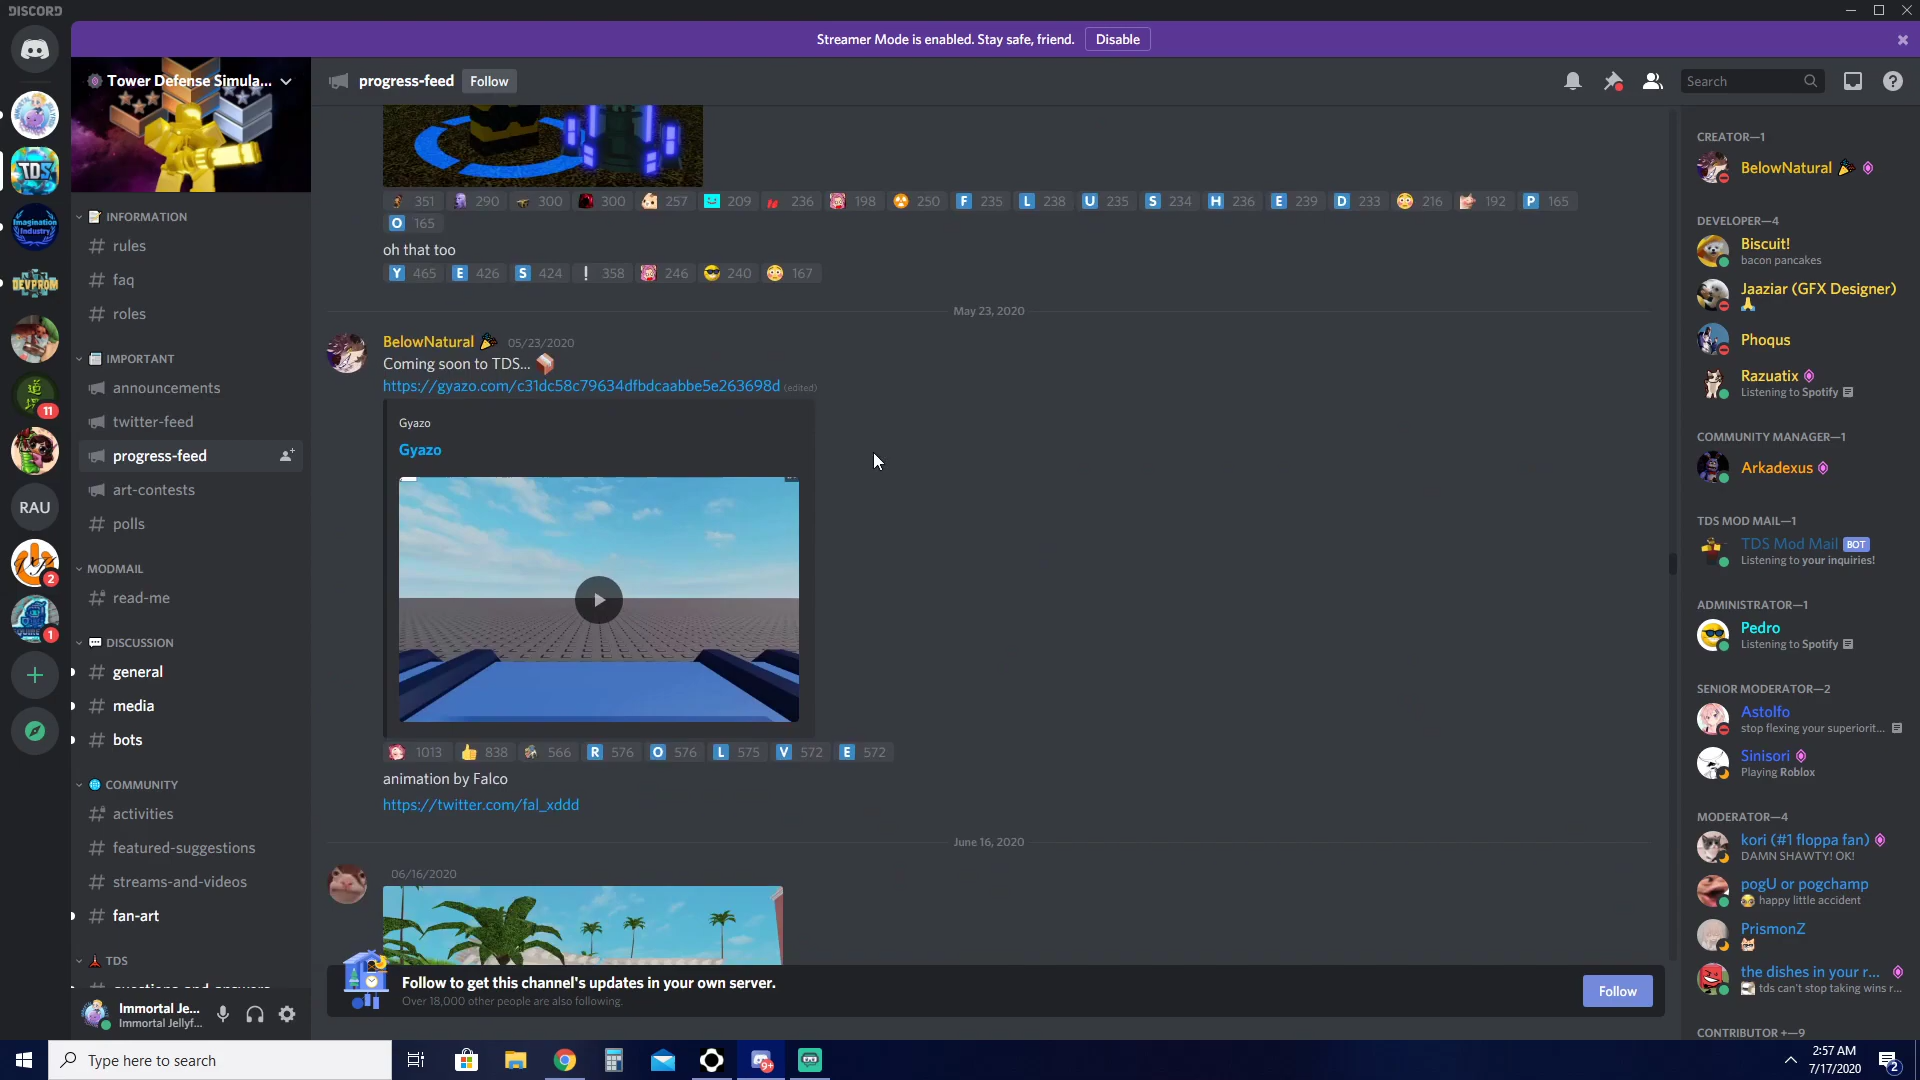 DISCORD
Streamer Mode is enabled. Stay safe, friend.
Disable
Tower Defense Simula...
progress-feed
Follow
Search
INFORMATION
rules
faq
roles
IMPORTANT
announcements
twitter-feed
progress-feed
art-contests
polls
MODMAIL
read-me
DISCUSSION
general
media
bots
COMMUNITY
activities
featured-suggestions
streams-and-videos
fan-art
TDS
TDS
Imagination
Industry
DEVPROM
11
RAU
2
1
Immortal Je...
Immortal Jellyf...
351 290 300 300 257 209 236 198 250 F 235 L 238 U 235 S 234 H 236 E 239 D 233 216 192 P 165
O 165
oh that too
Y 465 E 426 S 424 ! 358 246 240 167
May 23, 2020
BelowNatural 05/23/2020
Coming soon to TDS...
https://gyazo.com/c31dc58c79634dfbdcaabbe5e263698d (edited)
Gyazo
Gyazo
1013 838 566 R 576 O 576 L 575 V 572 E 572
animation by Falco
https://twitter.com/fal_xddd
June 16, 2020
06/16/2020
Follow to get this channel's updates in your own server.
Over 18,000 other people are also following.
Follow
CREATOR—1
BelowNatural
DEVELOPER—4
Biscuit!
bacon pancakes
Jaaziar (GFX Designer)
Phoqus
Razuatix
Listening to Spotify
COMMUNITY MANAGER—1
Arkadexus
TDS MOD MAIL—1
TDS Mod Mail BOT
Listening to your inquiries!
ADMINISTRATOR—1
Pedro
Listening to Spotify
SENIOR MODERATOR—2
Astolfo
stop flexing your superiorit...
Sinisori
Playing Roblox
MODERATOR—4
kori (#1 floppa fan)
DAMN SHAWTY! OK!
pogU or pogchamp
happy little accident
PrismonZ
the dishes in your r...
tds can't stop taking wins r...
CONTRIBUTOR +—9
Type here to search
9+
2:57 AM
7/17/2020
2